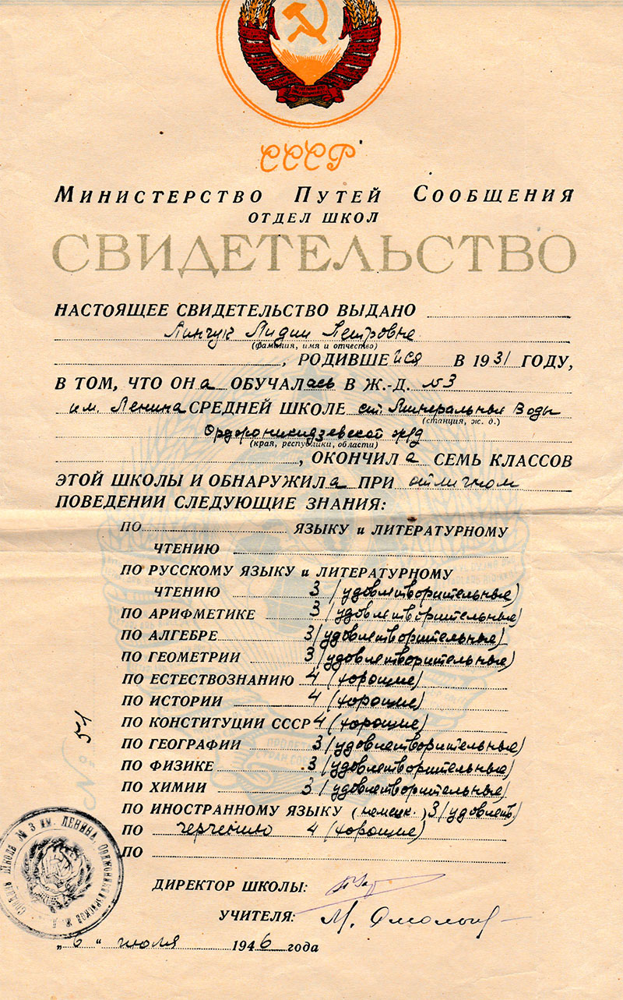 СССР
Министерство Путей Сообщения
ОТДЕЛ ШКОЛ
СВИДЕТЕЛЬСТВО
НАСТОЯЩЕЕ СВИДЕТЕЛЬСТВО ВЫДАНО
Лидии Петровне
(фамилия, имя и отчество)
, РОДИВШЕЙСЯ В 1931 ГОДУ,
В ТОМ, ЧТО ОНа ОБУЧАЛась В Ж.-Д. №3
им. Ленина СРЕДНЕЙ ШКОЛЕ ст. Минеральные Воды
(станция, ж. д.)
Орджоникидзевской жд
(края, республики, области)
, ОКОНЧИЛа СЕМЬ КЛАССОВ
ЭТОЙ ШКОЛЫ И ОБНАРУЖИЛа ПРИ отличном
ПОВЕДЕНИИ СЛЕДУЮЩИЕ ЗНАНИЯ:
ПО ЯЗЫКУ и ЛИТЕРАТУРНОМУ
ЧТЕНИЮ
ПО РУССКОМУ ЯЗЫКУ и ЛИТЕРАТУРНОМУ
ЧТЕНИЮ 3 (удовлетворительные)
ПО АРИФМЕТИКЕ 3 (удовлетворительные)
ПО АЛГЕБРЕ 3 (удовлетворительные)
ПО ГЕОМЕТРИИ 3 (удовлетворительные)
ПО ЕСТЕСТВОЗНАНИЮ 4 (хорошие)
ПО ИСТОРИИ 4 (хорошие)
ПО КОНСТИТУЦИИ СССР 4 (хорошие)
ПО ГЕОГРАФИИ 3 (удовлетворительные)
ПО ФИЗИКЕ 3 (удовлетворительные)
ПО ХИМИИ 3 (удовлетворительные)
ПО ИНОСТРАННОМУ ЯЗЫКУ (немецк.) 3 (удовлет.)
ПО черчению 4 (хорошие)
ПО
№ 54
Средняя Школа № 3 им. Ленина. Орджоникидзевской ж. д.
ДИРЕКТОР ШКОЛЫ:
УЧИТЕЛЯ: М.
„6“ июля 1946 года